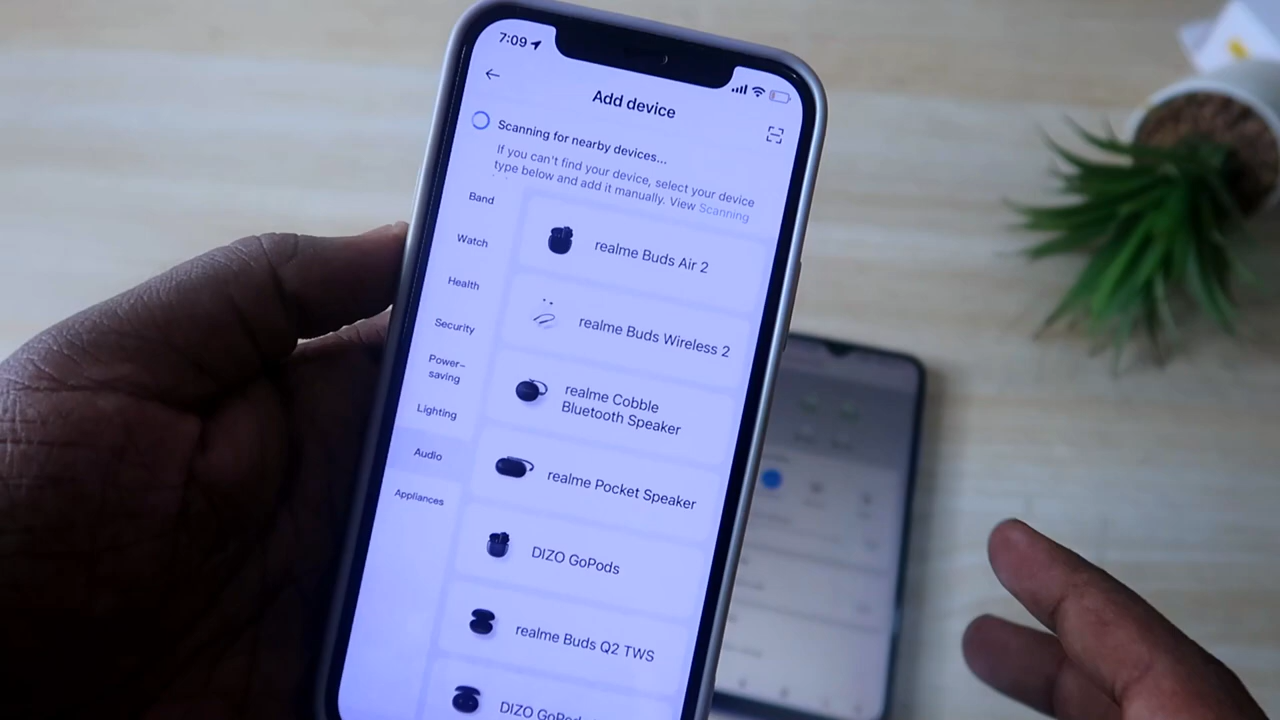 7:09
Add device
Scanning for nearby devices...
If you can't find your device, select your device
type below and add it manually. View Scanning
Band
Watch
Health
Security
Power-
saving
Lighting
Audio
Appliances
realme Buds Air 2
realme Buds Wireless 2
realme Cobble
Bluetooth Speaker
realme Pocket Speaker
DIZO GoPods
realme Buds Q2 TWS
DIZO GoPods